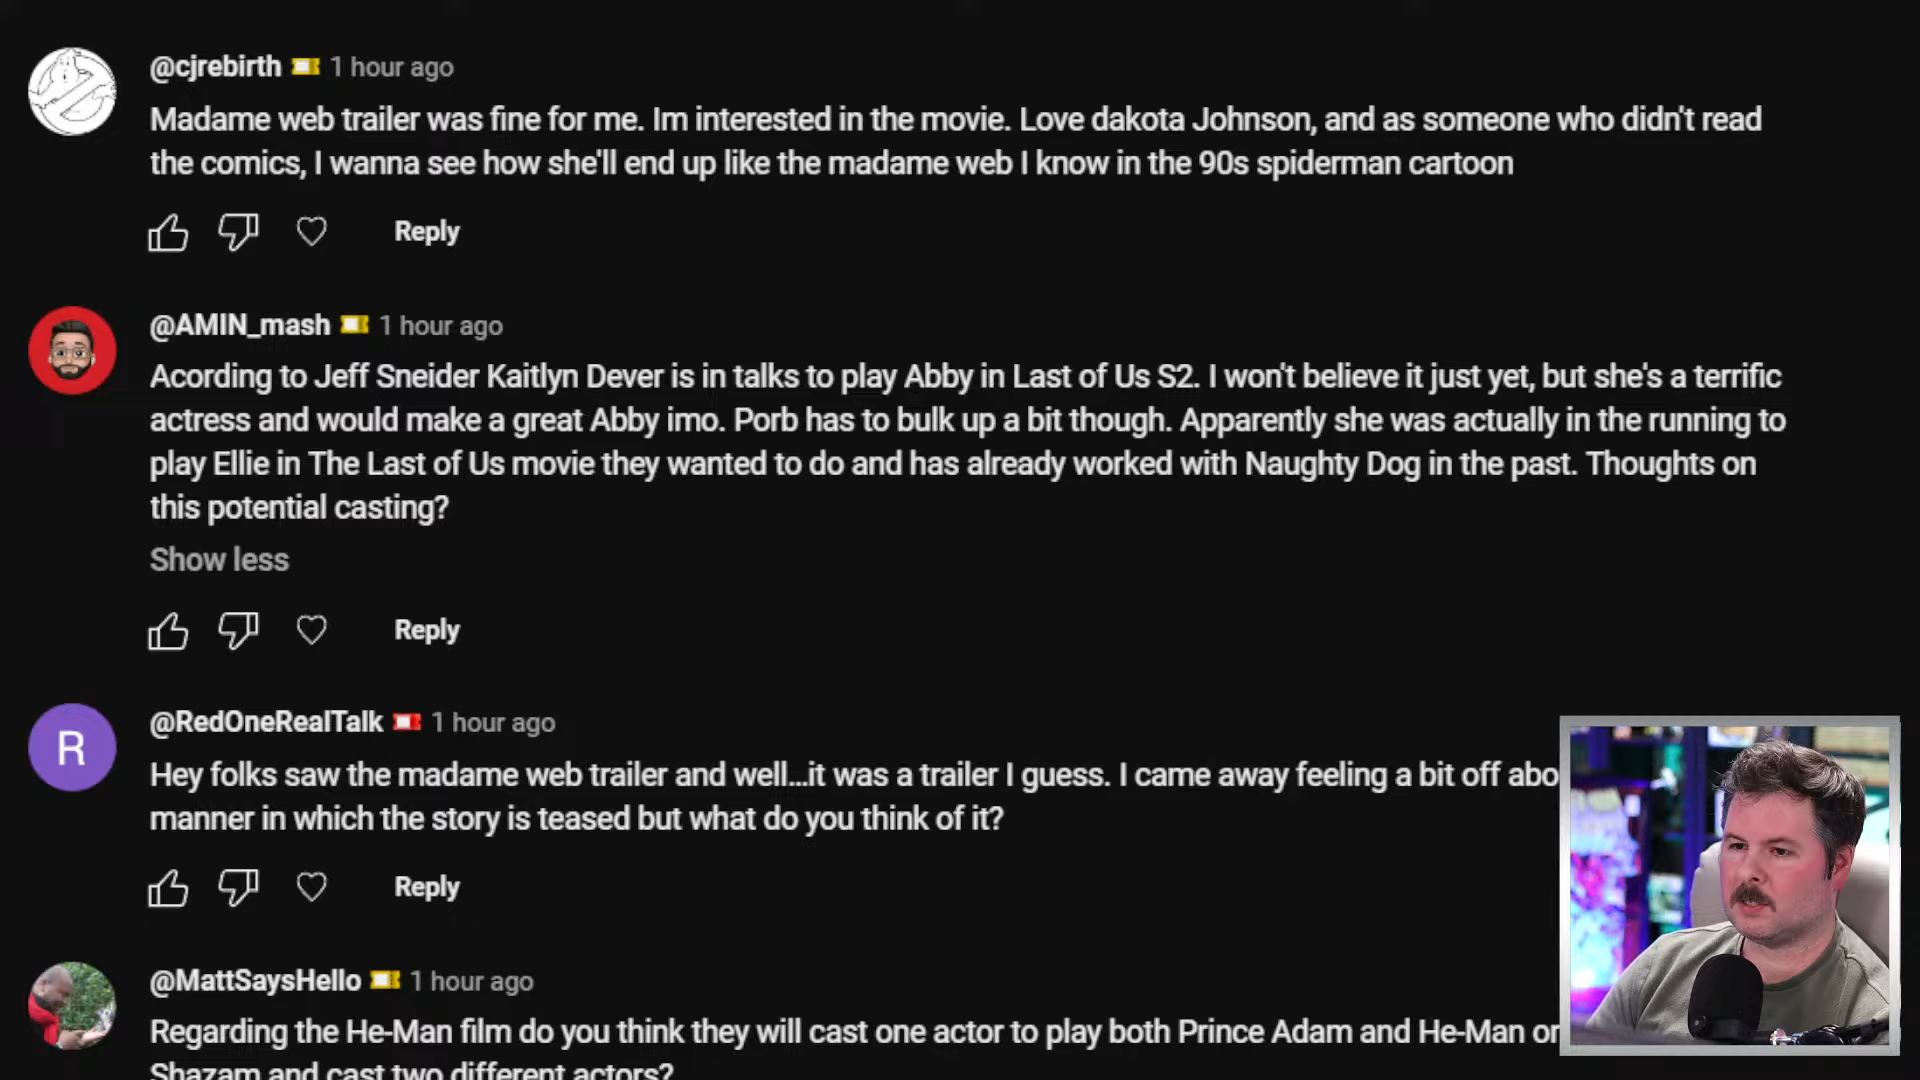 @cjrebirth 1 hour ago
Madame web trailer was fine for me. Im interested in the movie. Love dakota Johnson, and as someone who didn't read
the comics, I wanna see how she'll end up like the madame web I know in the 90s spiderman cartoon
Reply
@AMIN_mash 1 hour ago
Acording to Jeff Sneider Kaitlyn Dever is in talks to play Abby in Last of Us S2. I won't believe it just yet, but she's a terrific
actress and would make a great Abby imo. Porb has to bulk up a bit though. Apparently she was actually in the running to
play Ellie in The Last of Us movie they wanted to do and has already worked with Naughty Dog in the past. Thoughts on
this potential casting?
Show less
Reply
R
@RedOneRealTalk 1 hour ago
Hey folks saw the madame web trailer and well...it was a trailer I guess. I came away feeling a bit off abo
manner in which the story is teased but what do you think of it?
Reply
@MattSaysHello 1 hour ago
Regarding the He-Man film do you think they will cast one actor to play both Prince Adam and He-Man or
Shazam and cast two different actors?